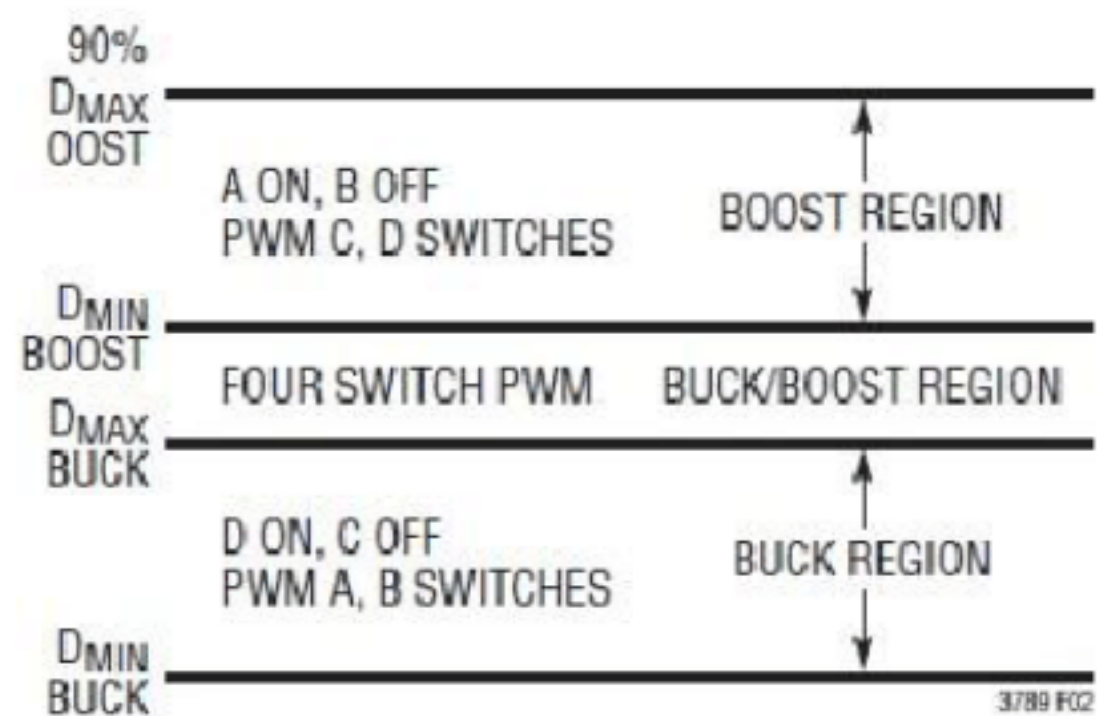 90%
DMAX
OOST
A ON, B OFF
PWM C, D SWITCHES
BOOST REGION
DMIN
BOOST
FOUR SWITCH PWM
BUCK/BOOST REGION
DMAX
BUCK
D ON, C OFF
PWM A, B SWITCHES
BUCK REGION
DMIN
BUCK
3789 F02